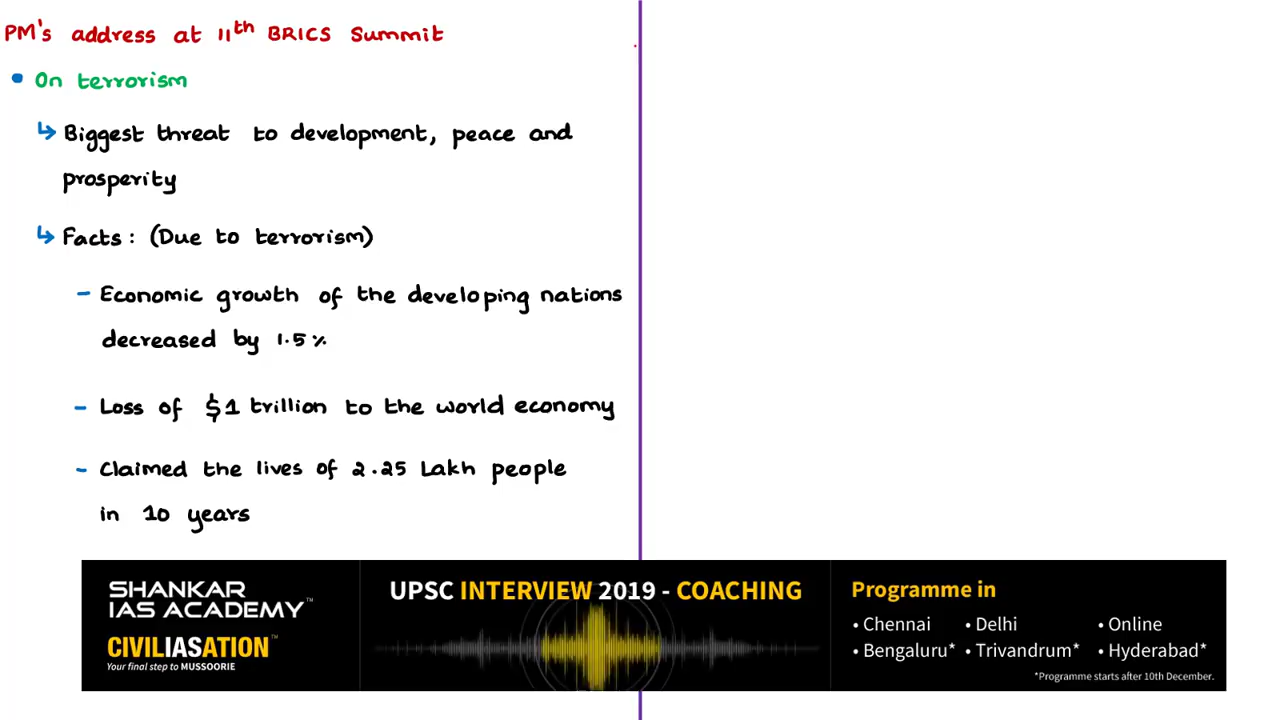 PM's address at 11th BRICS Summit
• On terrorism
↳ Biggest threat to development, peace and
prosperity
↳ Facts: (Due to terrorism)
- Economic growth of the developing nations
decreased by 1.5%
- Loss of $1 trillion to the world economy
- Claimed the lives of 2.25 Lakh people
in 10 years
SHANKAR
IAS ACADEMY™
CIVILIASATION™
Your final step to MUSSOORIE
UPSC INTERVIEW 2019 - COACHING
Programme in
• Chennai • Delhi • Online
• Bengaluru* • Trivandrum* • Hyderabad*
*Programme starts after 10th December.